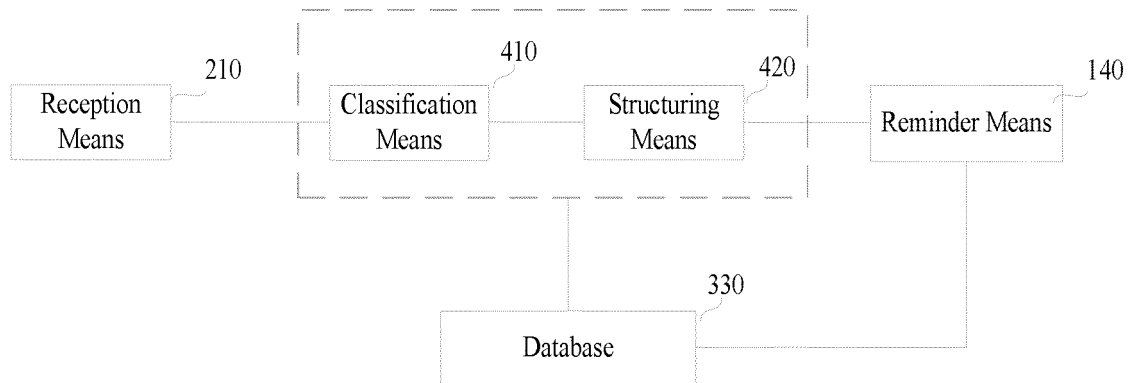 210
Reception
Means
410
Classification
Means
420
Structuring
Means
140
Reminder Means
330
Database